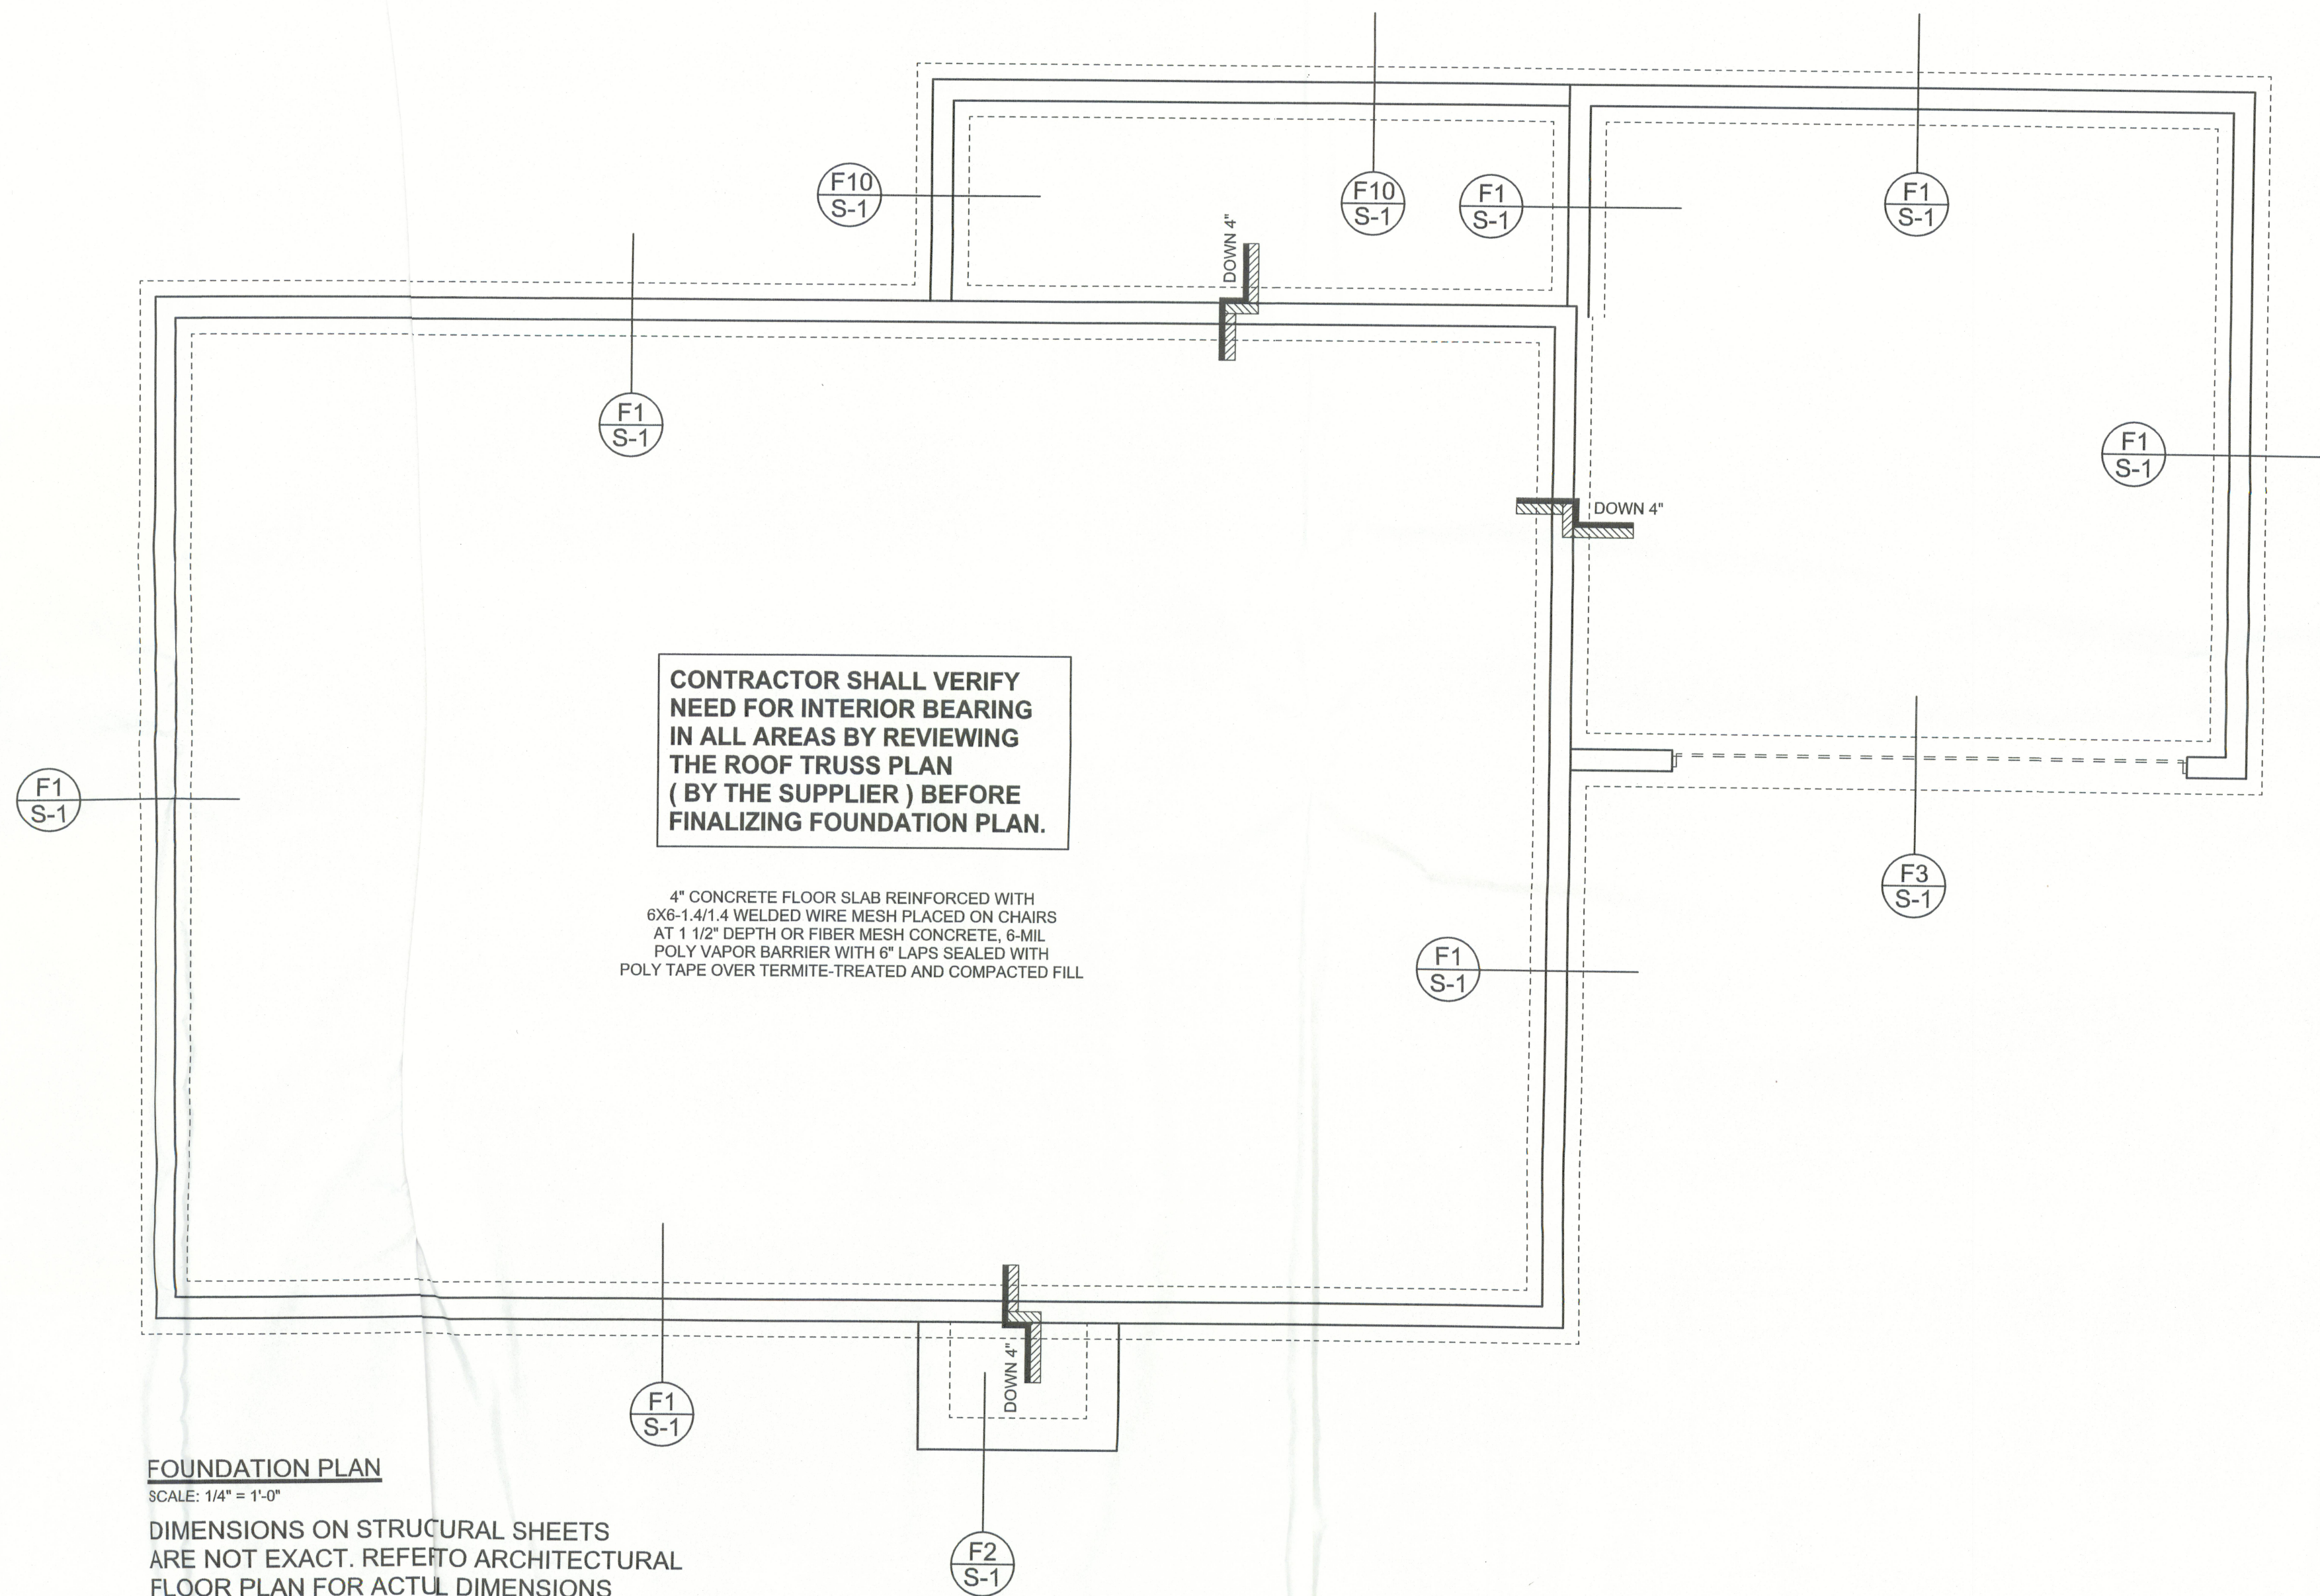 F10
S-1
F10
S-1
F1
S-1
F1
S-1
DOWN 4"
F1
S-1
F1
S-1
DOWN 4"
CONTRACTOR SHALL VERIFY
NEED FOR INTERIOR BEARING
IN ALL AREAS BY REVIEWING
THE ROOF TRUSS PLAN
( BY THE SUPPLIER ) BEFORE
FINALIZING FOUNDATION PLAN.
F1
S-1
F3
S-1
4" CONCRETE FLOOR SLAB REINFORCED WITH
6X6-1.4/1.4 WELDED WIRE MESH PLACED ON CHAIRS
AT 1 1/2" DEPTH OR FIBER MESH CONCRETE, 6-MIL
POLY VAPOR BARRIER WITH 6" LAPS SEALED WITH
POLY TAPE OVER TERMITE-TREATED AND COMPACTED FILL
F1
S-1
DOWN 4"
F1
S-1
F2
S-1
FOUNDATION PLAN
SCALE: 1/4" = 1'-0"
DIMENSIONS ON STRUCURAL SHEETS
ARE NOT EXACT. REFER TO ARCHITECTURAL
FLOOR PLAN FOR ACTUL DIMENSIONS